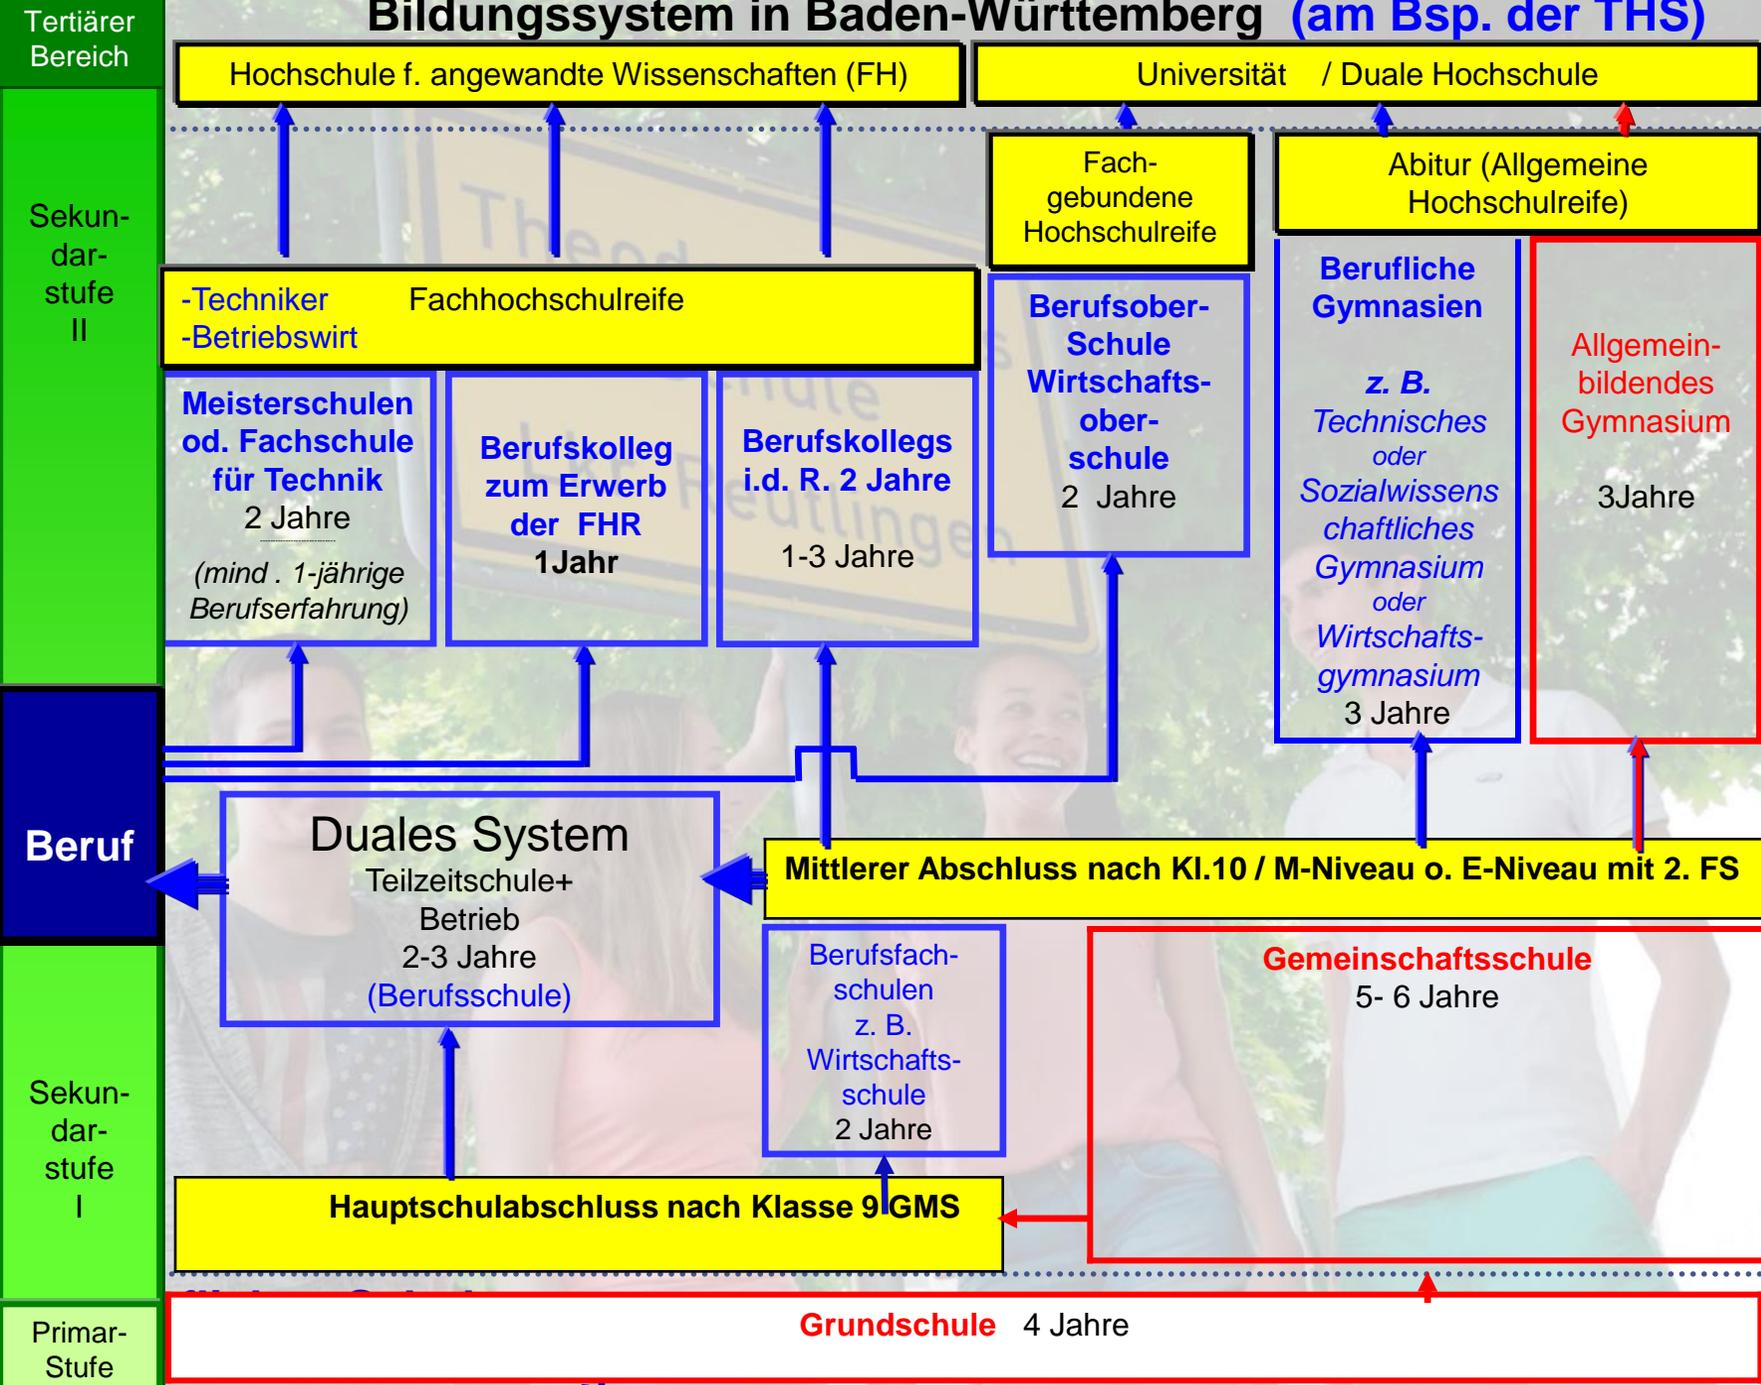 Bildungssystem in Baden-Württemberg (am Bsp. der THS)
Tertiärer
Bereich
Hochschule f. angewandte Wissenschaften (FH)
Universität / Duale Hochschule
Sekun-
dar-
stufe
II
Fach-
gebundene
Hochschulreife
Abitur (Allgemeine
Hochschulreife)
-Techniker Fachhochschulreife
-Betriebswirt
Meisterschulen
od. Fachschule
für Technik
2 Jahre
(mind . 1-jährige
Berufserfahrung)
Berufskolleg
zum Erwerb
der FHR
1Jahr
Berufskollegs
i.d. R. 2 Jahre
1-3 Jahre
Berufsober-
Schule
Wirtschafts-
ober-
schule
2 Jahre
Berufliche
Gymnasien
z. B.
Technisches
oder
Sozialwissens
chaftliches
Gymnasium
oder
Wirtschafts-
gymnasium
3 Jahre
Allgemein-
bildendes
Gymnasium
3Jahre
Beruf
Duales System
Teilzeitschule+
Betrieb
2-3 Jahre
(Berufsschule)
Mittlerer Abschluss nach Kl.10 / M-Niveau o. E-Niveau mit 2. FS
Berufsfach-
schulen
z. B.
Wirtschafts-
schule
2 Jahre
Gemeinschaftsschule
5- 6 Jahre
Sekun-
dar-
stufe
I
Hauptschulabschluss nach Klasse 9 GMS
Primar-
Stufe
Grundschule 4 Jahre
Reutlingen